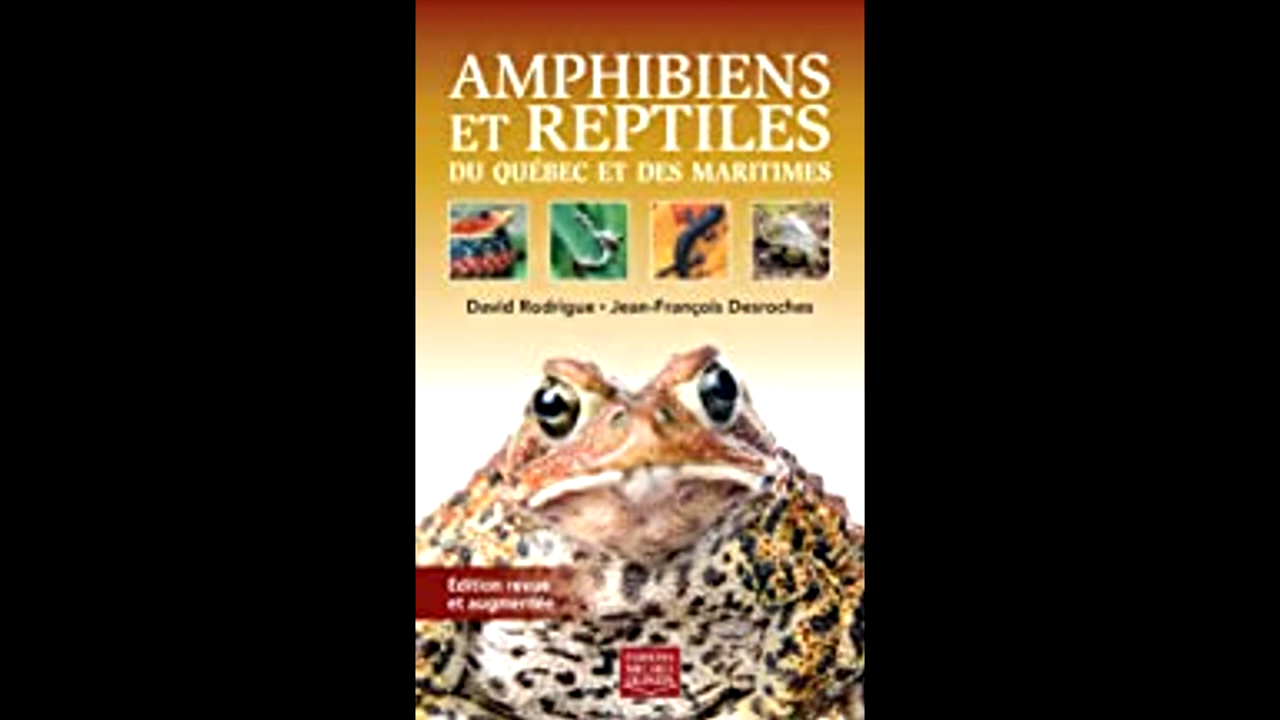 AMPHIBIENS
ET REPTILES
DU QUÉBEC ET DES MARITIMES
David Rodrigue • Jean-François Desroches
Édition revue
et augmentée